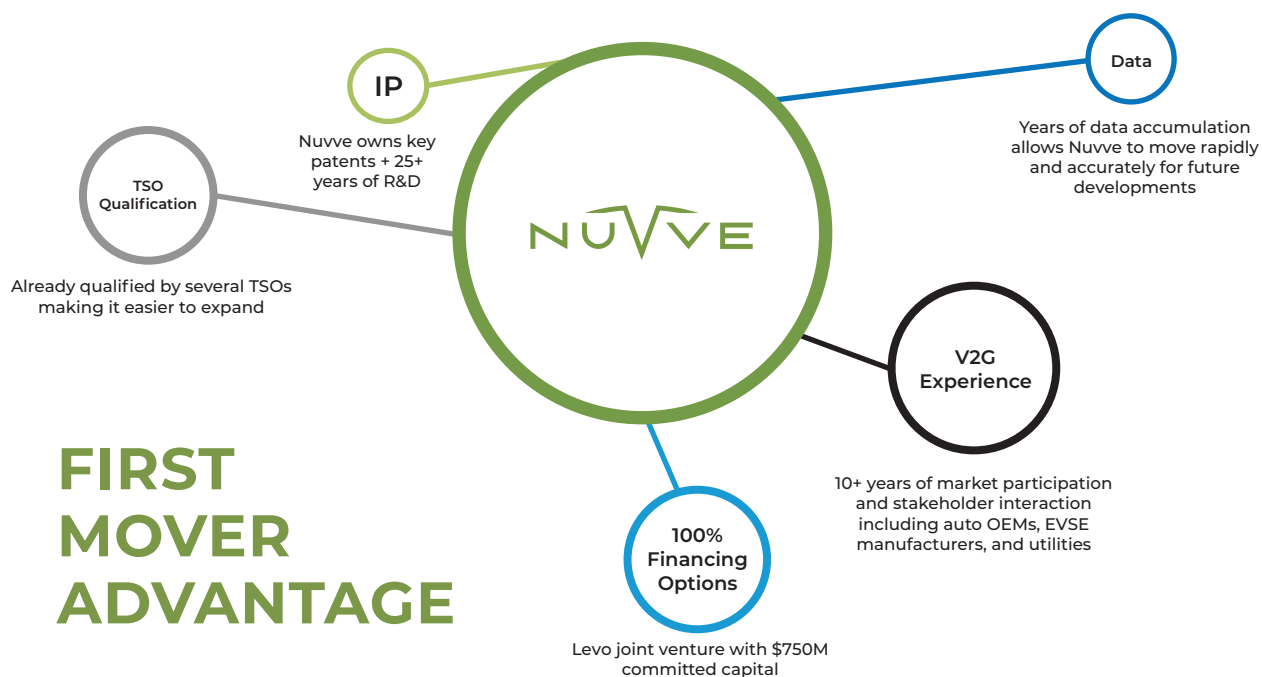 IP
Nuvve owns key
patents + 25+
years of R&D
Data
Years of data accumulation
allows Nuvve to move rapidly
and accurately for future
developments
TSO
Qualification
Already qualified by several TSOs
making it easier to expand
NUVVE
V2G
Experience
10+ years of market participation
and stakeholder interaction
including auto OEMs, EVSE
manufacturers, and utilities
100%
Financing
Options
Levo joint venture with $750M
committed capital
FIRST
MOVER
ADVANTAGE